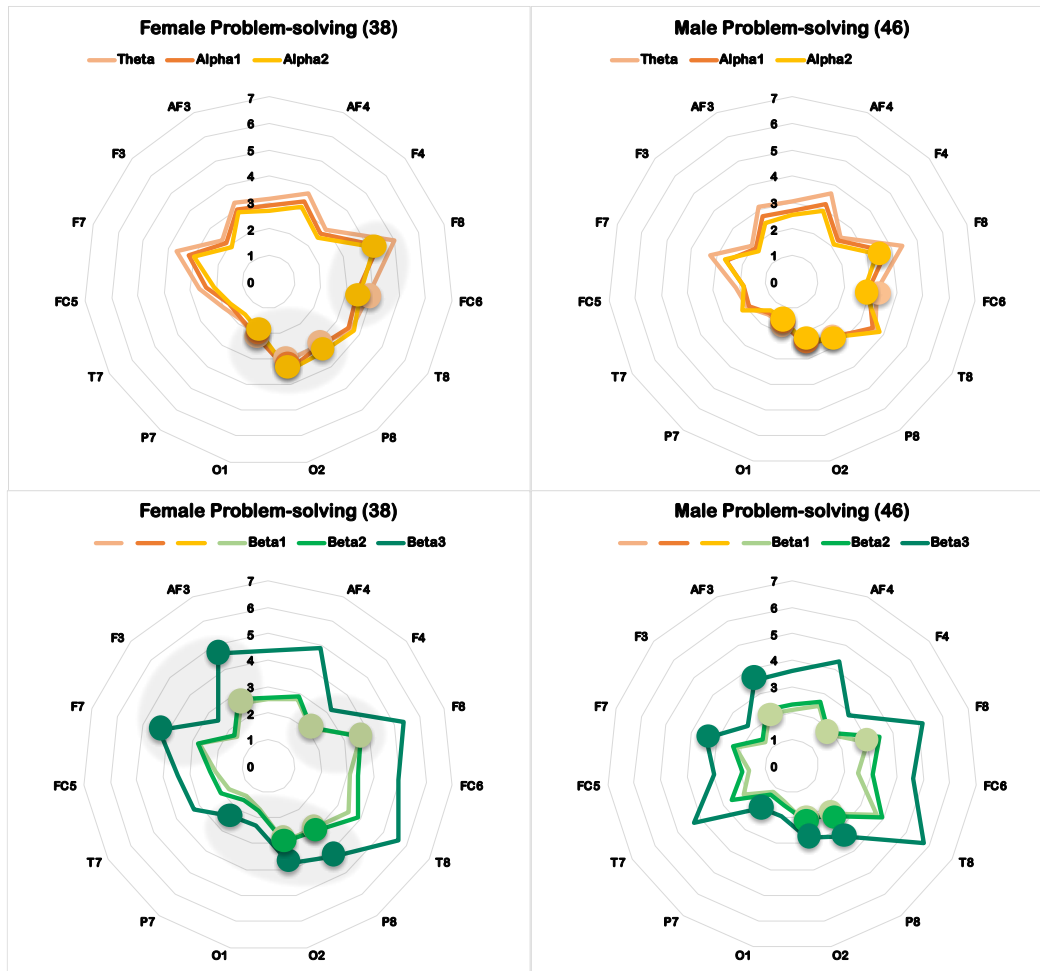 Female Problem-solving (38)
Theta Alpha1 Alpha2
7
AF3 AF4
6
F3 5 F4
4
F7 3 F8
2
1
0
FC5 FC6
T7 T8
P7 P8
O1 O2
Male Problem-solving (46)
Theta Alpha1 Alpha2
7
AF3 AF4
6
F3 5 F4
4
F7 3 F8
2
1
0
FC5 FC6
T7 T8
P7 P8
O1 O2
Female Problem-solving (38)
Beta1 Beta2 Beta3
7
AF3 AF4
6
F3 5 F4
4
F7 3 F8
2
1
0
FC5 FC6
T7 T8
P7 P8
O1 O2
Male Problem-solving (46)
Beta1 Beta2 Beta3
7
AF3 AF4
6
F3 5 F4
4
F7 3 F8
2
1
0
FC5 FC6
T7 T8
P7 P8
O1 O2